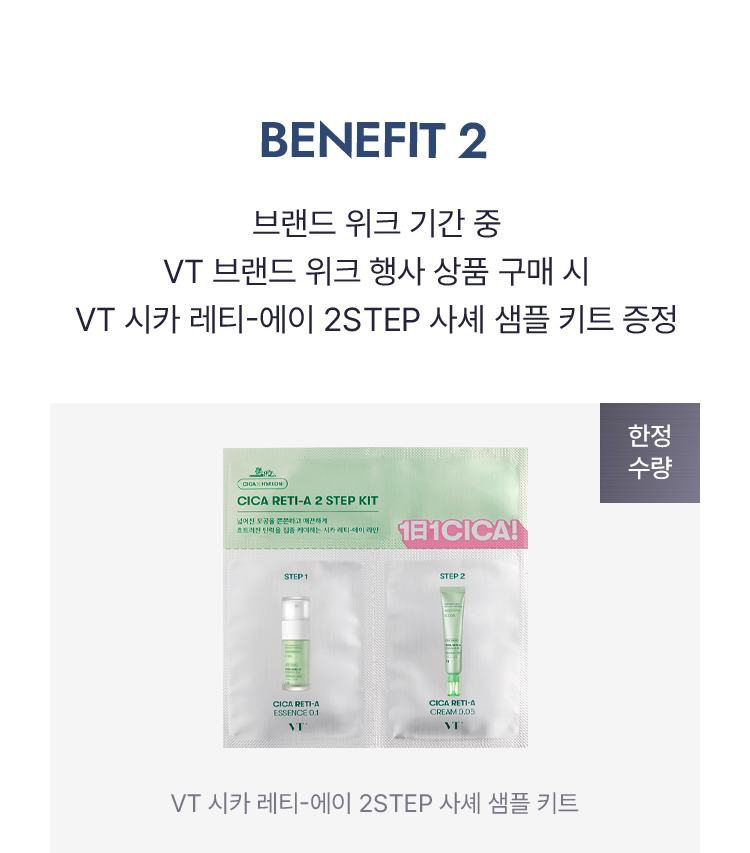 BENEFIT 2
브랜드 위크 기간 중
VT 브랜드 위크 행사 상품 구매 시
VT 시카 레티-에이 2STEP 사셰 샘플 키트 증정
한정
수량
CICA X HYALON
CICA RETI-A 2 STEP KIT
넓어진 모공을 쫀쫀하고 매끈하게
흐트러진 탄력을 집중 케어하는 시카 레티-에이 라인
1日1CICA!
STEP 1
STEP 2
CICA RETI-A
ESSENCE 0.1
VT
CICA RETI-A
CREAM 0.05
VT
VT 시카 레티-에이 2STEP 사셰 샘플 키트